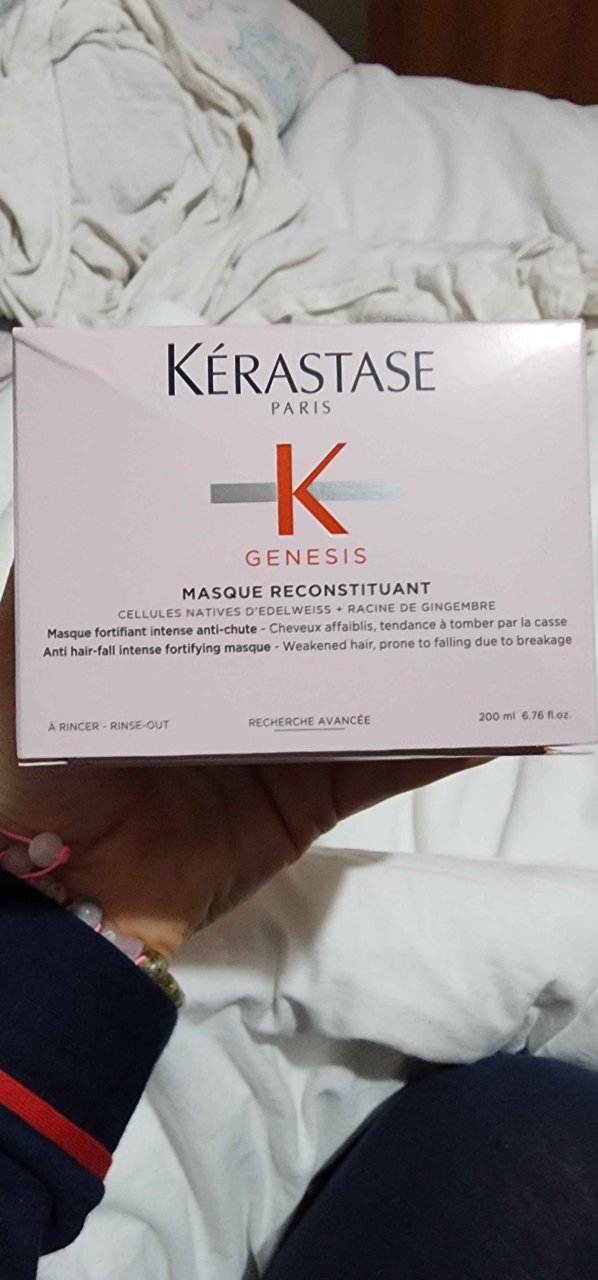 KÉRASTASE
PARIS
K
GENESIS
MASQUE RECONSTITUANT
CELLULES NATIVES D'EDELWEISS + RACINE DE GINGEMBRE
Masque fortifiant intense anti-chute - Cheveux affaiblis, tendance à tomber par la casse
Anti hair-fall intense fortifying masque - Weakened hair, prone to falling due to breakage
À RINCER - RINSE-OUT RECHERCHE AVANCÉE 200 ml 6.76 fl.oz.